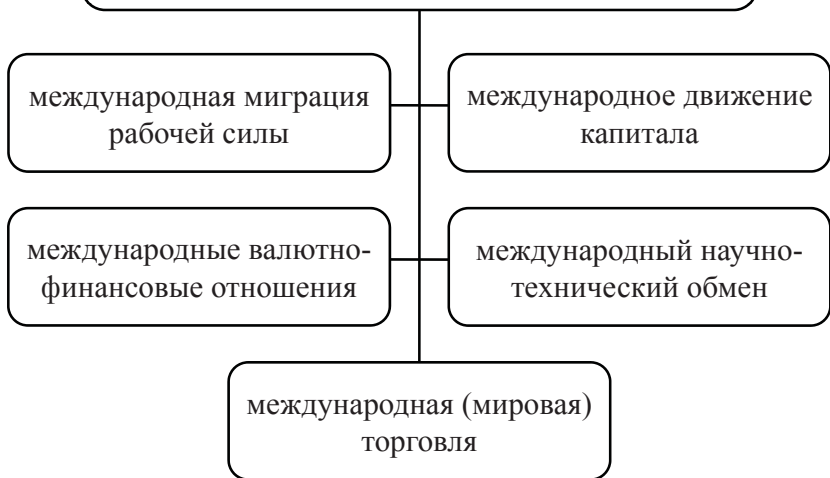 международная миграция
рабочей силы
международное движение
капитала
международные валютно-
финансовые отношения
международный научно-
технический обмен
международная (мировая)
торговля